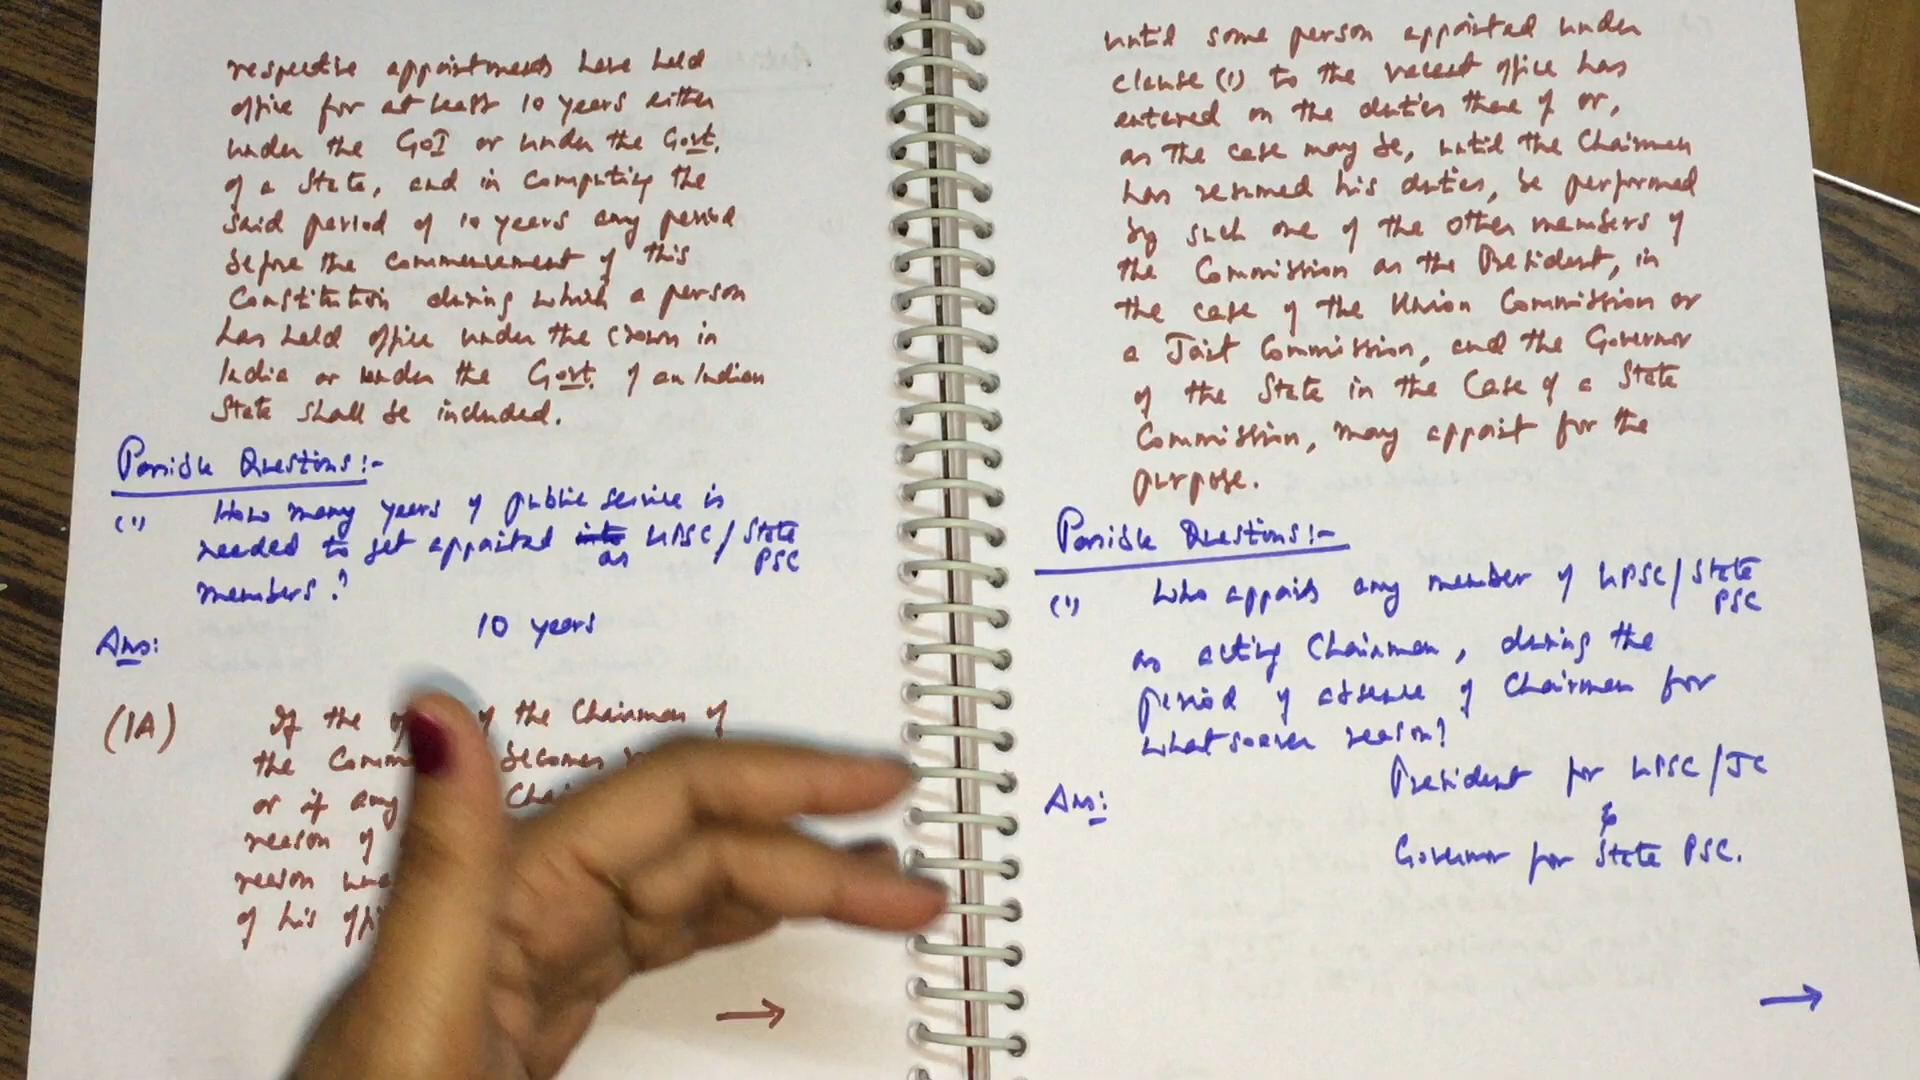 respective appointments have held
office for at least 10 years either
under the GoI or under the Govt.
of a State, and in computing the
said period of 10 years any period
before the commencement of this
Constitution during which a person
has held office under the Crown in
India or under the Govt. of an Indian
State shall be included.
Possible Questions:-
(1) How many years of public service is
needed to get appointed as UPSC/State
PSC
members?
Ans: 10 years
(1A) If the of the Chairman of
the becomes
or if any
reason of
reason
of his
→
until some person appointed under
clause (1) to the vacant office has
entered on the duties there of or,
as the case may be, until the Chairman
has resumed his duties, be performed
by such one of the other members of
the Commission as the President, in
the case of the Union Commission or
a Joint Commission, and the Governor
of the State in the Case of a State
Commission, may appoint for the
purpose.
Possible Questions:-
(1) Who appoints any member of UPSC/State
PSC
as acting Chairman, during the
period of absence of Chairman for
whatsoever reason?
Ans: President for UPSC/JC
&
Governor for State PSC.
→